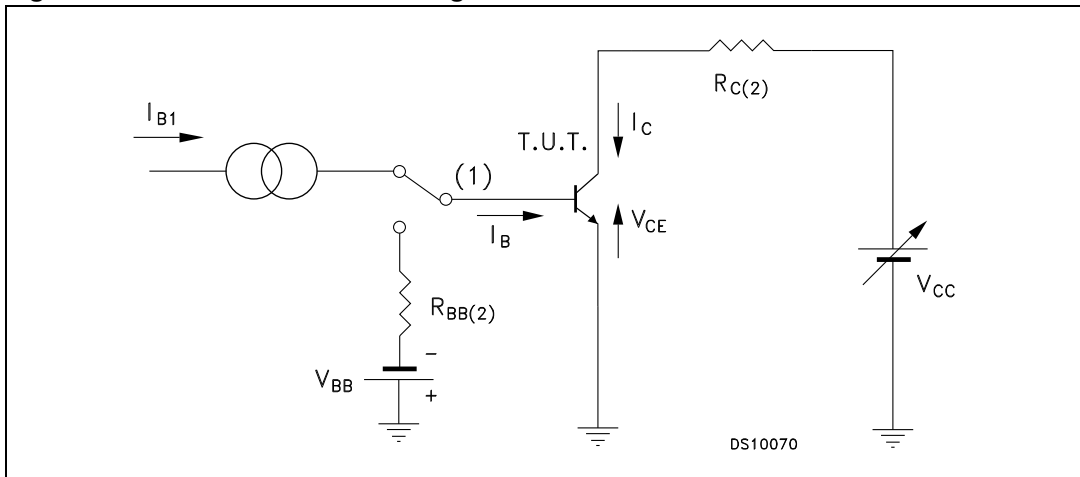 I_B1
T.U.T.
I_C
R_C(2)
(1)
I_B
V_CE
V_CC
R_BB(2)
V_BB
-
+
DS10070